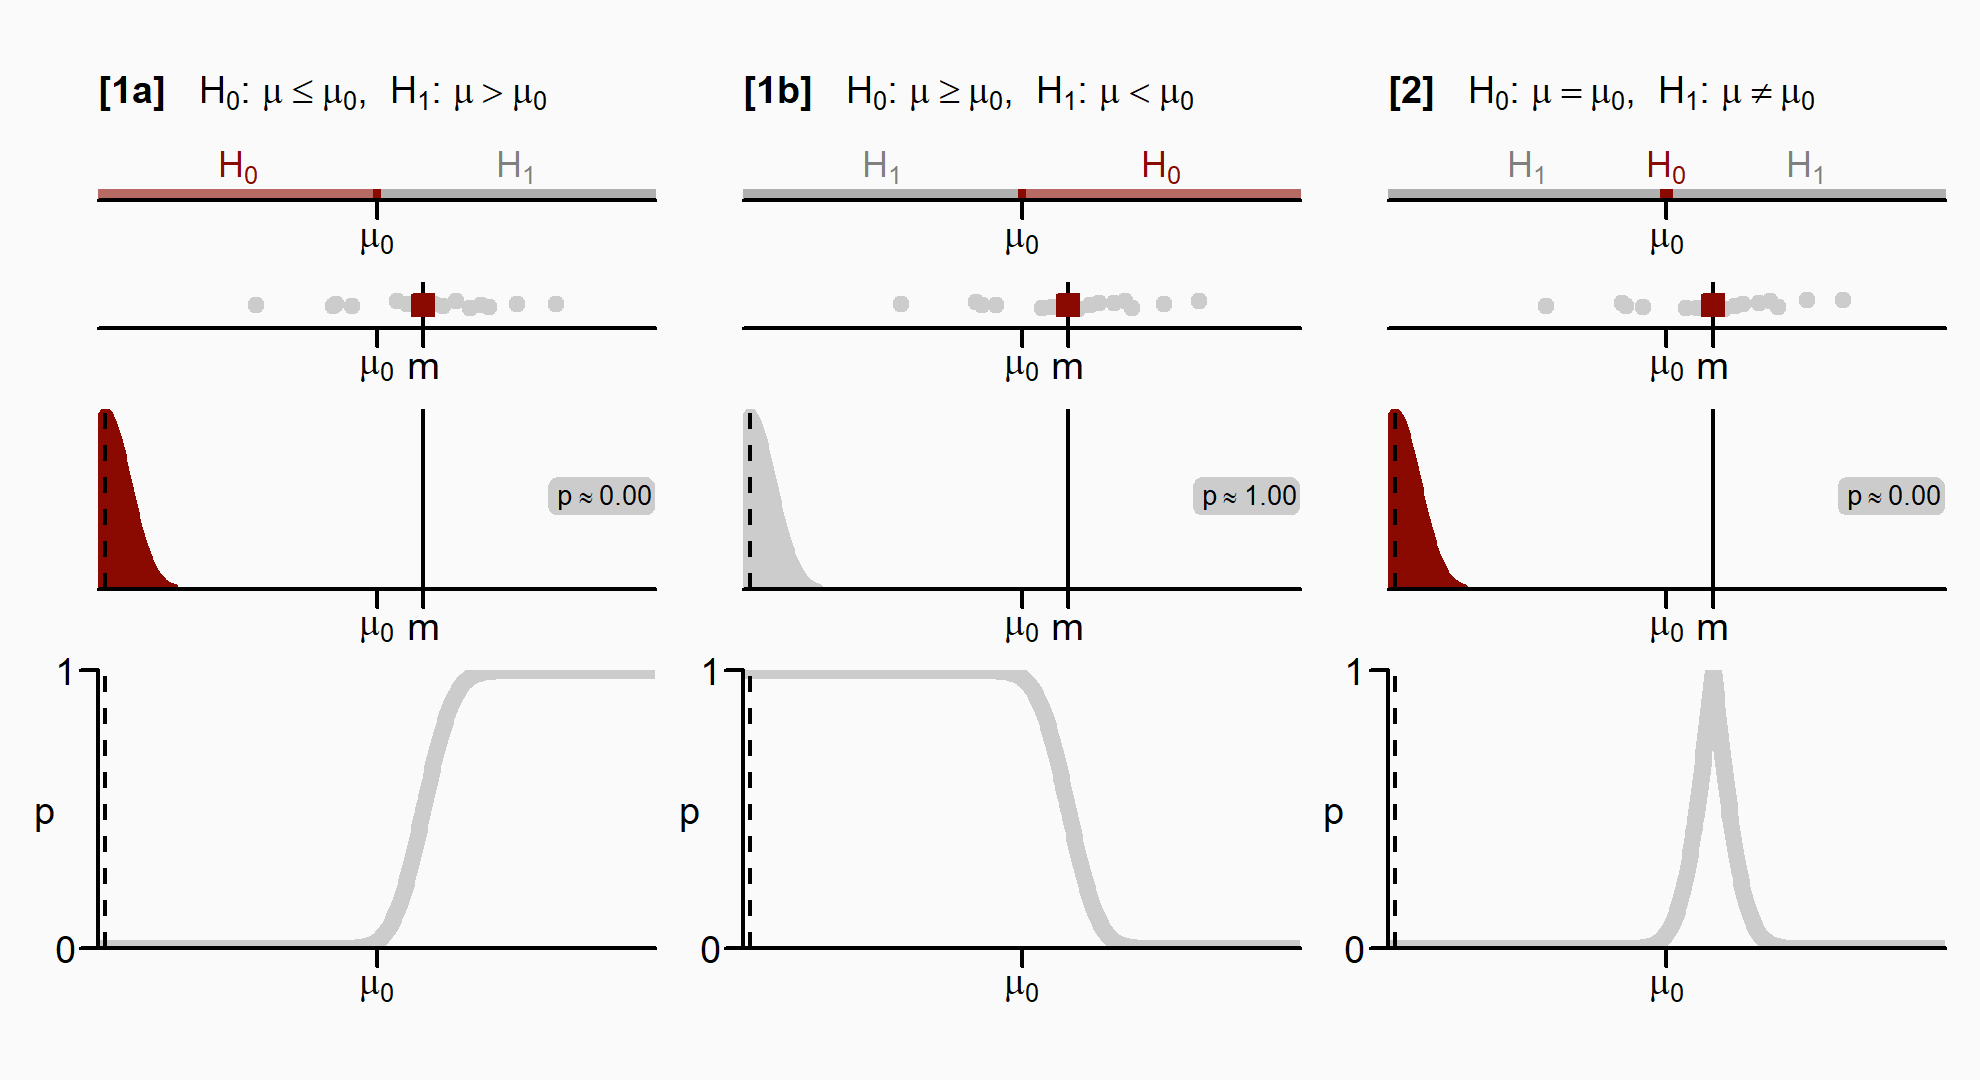 [1a] H₀: μ ≤ μ₀, H₁: μ > μ₀
H₀ H₁
μ₀
μ₀ m
p ≈ 0.00
μ₀ m
1
p
0
μ₀
[1b] H₀: μ ≥ μ₀, H₁: μ < μ₀
H₁ H₀
μ₀
μ₀ m
p ≈ 1.00
μ₀ m
1
p
0
μ₀
[2] H₀: μ = μ₀, H₁: μ ≠ μ₀
H₁ H₀ H₁
μ₀
μ₀ m
p ≈ 0.00
μ₀ m
1
p
0
μ₀